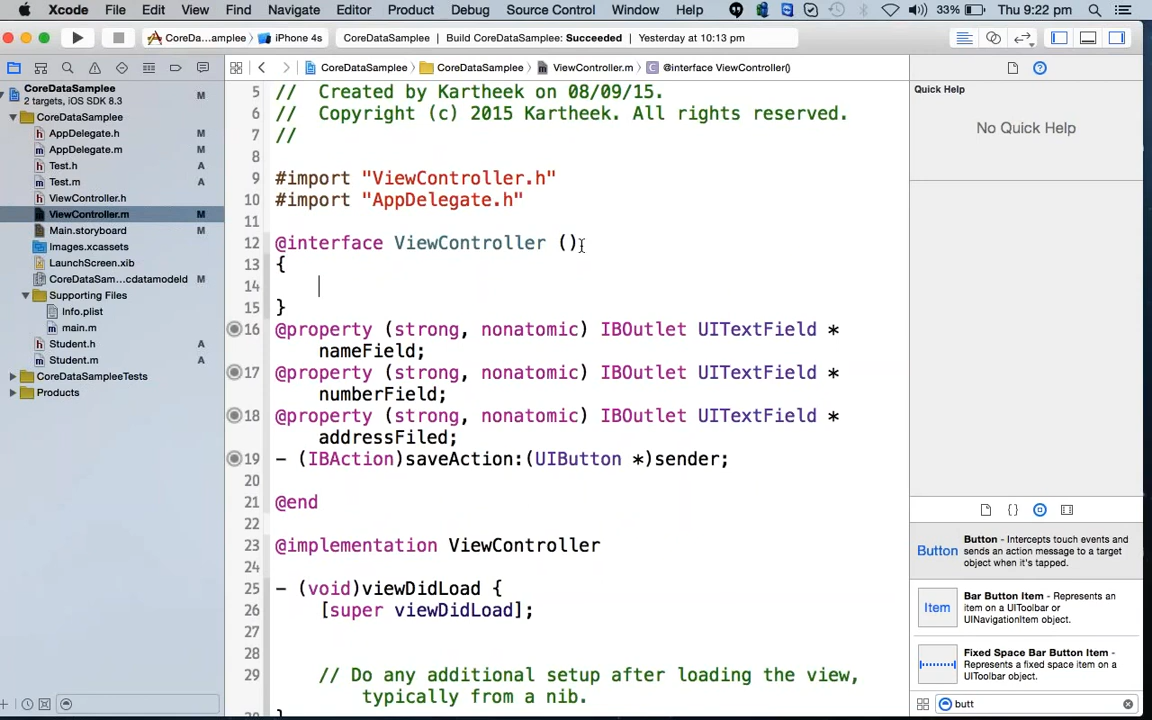 Xcode File Edit View Find Navigate Editor Product Debug Source Control Window Help 33% Thu 9:22 pm
CoreDa...amplee iPhone 4s CoreDataSamplee Build CoreDataSamplee: Succeeded Yesterday at 10:13 pm
CoreDataSamplee CoreDataSamplee ViewController.m @interface ViewController()
CoreDataSamplee M
2 targets, iOS SDK 8.3
CoreDataSamplee
AppDelegate.h M
AppDelegate.m M
Test.h A
Test.m A
ViewController.h
ViewController.m M
Main.storyboard M
Images.xcassets
LaunchScreen.xib
CoreDataSam...cdatamodeld M
Supporting Files
Info.plist
main.m
Student.h A
Student.m A
CoreDataSampleeTests
Products
5 // Created by Kartheek on 08/09/15.
6 // Copyright (c) 2015 Kartheek. All rights reserved.
7 //
8
9 #import "ViewController.h"
10 #import "AppDelegate.h"
11
12 @interface ViewController ()
13 {
14
15 }
16 @property (strong, nonatomic) IBOutlet UITextField *
nameField;
17 @property (strong, nonatomic) IBOutlet UITextField *
numberField;
18 @property (strong, nonatomic) IBOutlet UITextField *
addressFiled;
19 - (IBAction)saveAction:(UIButton *)sender;
20
21 @end
22
23 @implementation ViewController
24
25 - (void)viewDidLoad {
26 [super viewDidLoad];
27
28
29 // Do any additional setup after loading the view,
typically from a nib.
}
Quick Help
No Quick Help
Button
Button - Intercepts touch events and
sends an action message to a target
object when it's tapped.
Item
Bar Button Item - Represents an
item on a UIToolbar or
UINavigationItem object.
Fixed Space Bar Button Item -
Represents a fixed space item on a
UIToolbar object.
butt